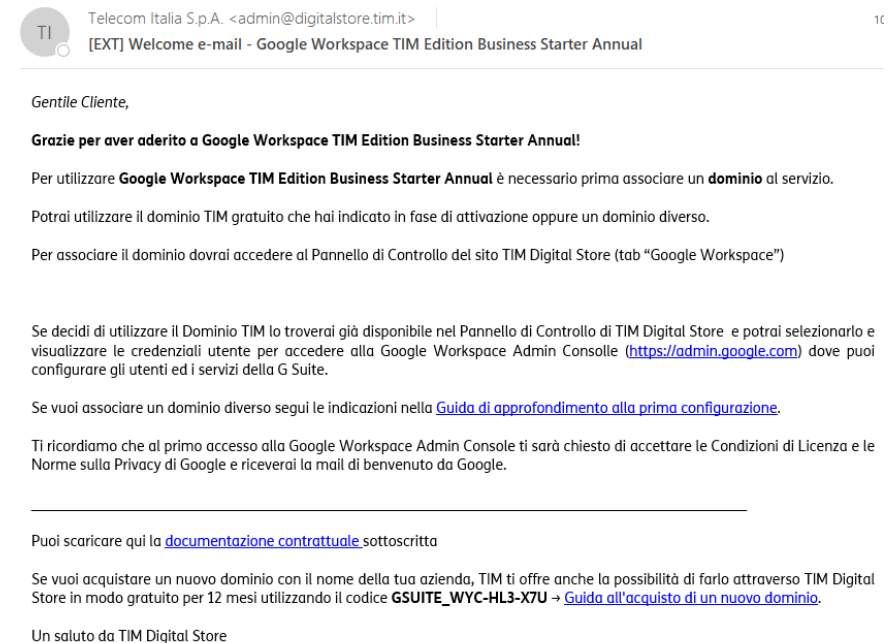 TI
Telecom Italia S.p.A. <admin@digitalstore.tim.it>
10
[EXT] Welcome e-mail - Google Workspace TIM Edition Business Starter Annual
Gentile Cliente,
Grazie per aver aderito a Google Workspace TIM Edition Business Starter Annual!
Per utilizzare Google Workspace TIM Edition Business Starter Annual è necessario prima associare un dominio al servizio.
Potrai utilizzare il dominio TIM gratuito che hai indicato in fase di attivazione oppure un dominio diverso.
Per associare il dominio dovrai accedere al Pannello di Controllo del sito TIM Digital Store (tab “Google Workspace”)
Se decidi di utilizzare il Dominio TIM lo troverai già disponibile nel Pannello di Controllo di TIM Digital Store e potrai selezionarlo e
visualizzare le credenziali utente per accedere alla Google Workspace Admin Consolle (https://admin.google.com) dove puoi
configurare gli utenti ed i servizi della G Suite.
Se vuoi associare un dominio diverso segui le indicazioni nella Guida di approfondimento alla prima configurazione.
Ti ricordiamo che al primo accesso alla Google Workspace Admin Console ti sarà chiesto di accettare le Condizioni di Licenza e le
Norme sulla Privacy di Google e riceverai la mail di benvenuto da Google.
Puoi scaricare qui la documentazione contrattuale sottoscritta
Se vuoi acquistare un nuovo dominio con il nome della tua azienda, TIM ti offre anche la possibilità di farlo attraverso TIM Digital
Store in modo gratuito per 12 mesi utilizzando il codice GSUITE_WYC-HL3-X7U → Guida all'acquisto di un nuovo dominio.
Un saluto da TIM Digital Store